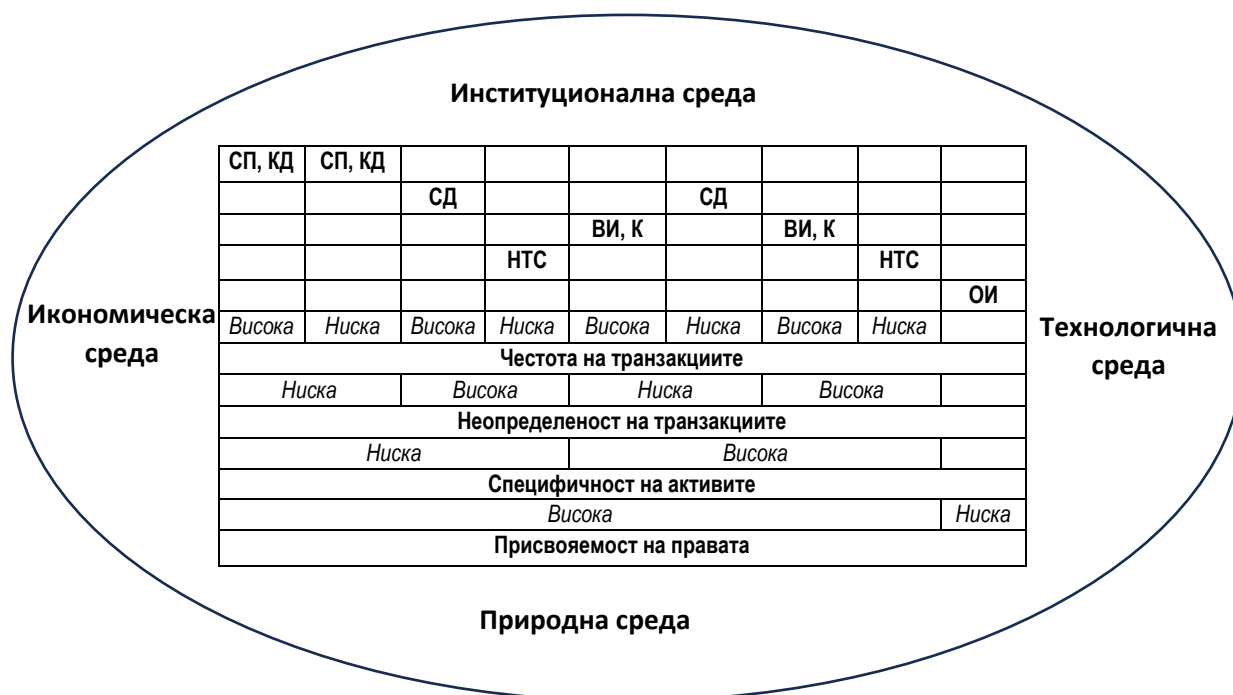 Институционална среда
СП, КД СП, КД
СД СД
ВИ, К ВИ, К
НТС НТС
ОИ
Икономическа
среда
Висока Ниска Висока Ниска Висока Ниска Висока Ниска
Честота на транзакциите
Ниска Висока Ниска Висока
Неопределеност на транзакциите
Ниска Висока
Специфичност на активите
Висока Ниска
Присвояемост на правата
Технологична
среда
Природна среда